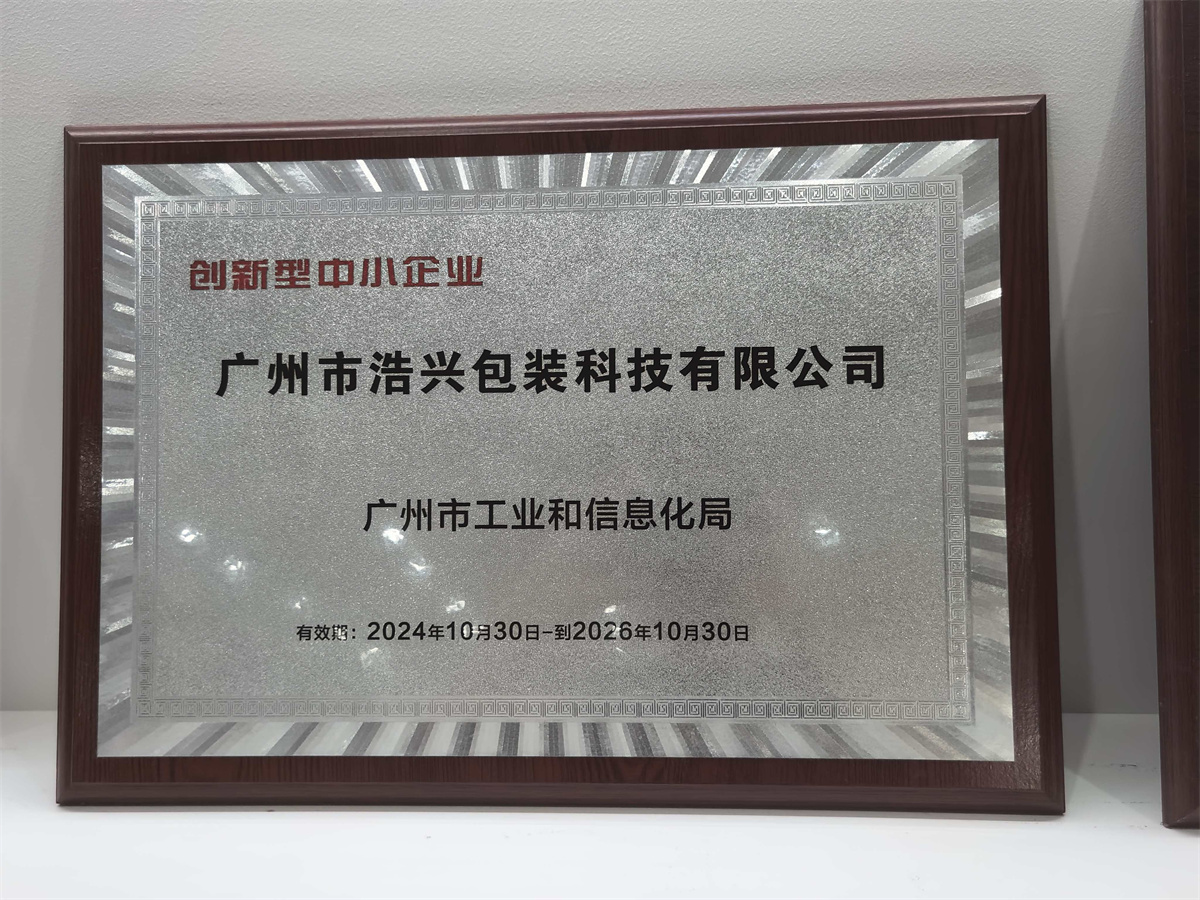 创新型中小企业
广州市浩兴包装科技有限公司
广州市工业和信息化局
有效期：2024年10月30日-到2026年10月30日